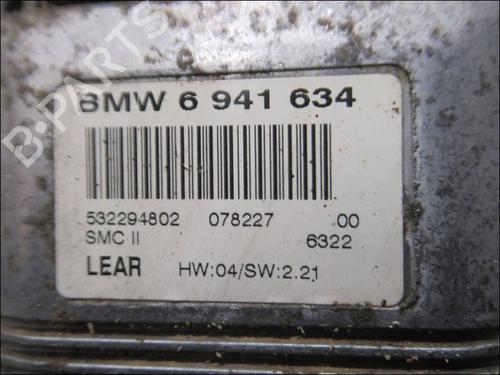 B-PARTS
BMW 6 941 634
532294802 078227 00
SMC II 6322
LEAR HW:04/SW:2.21